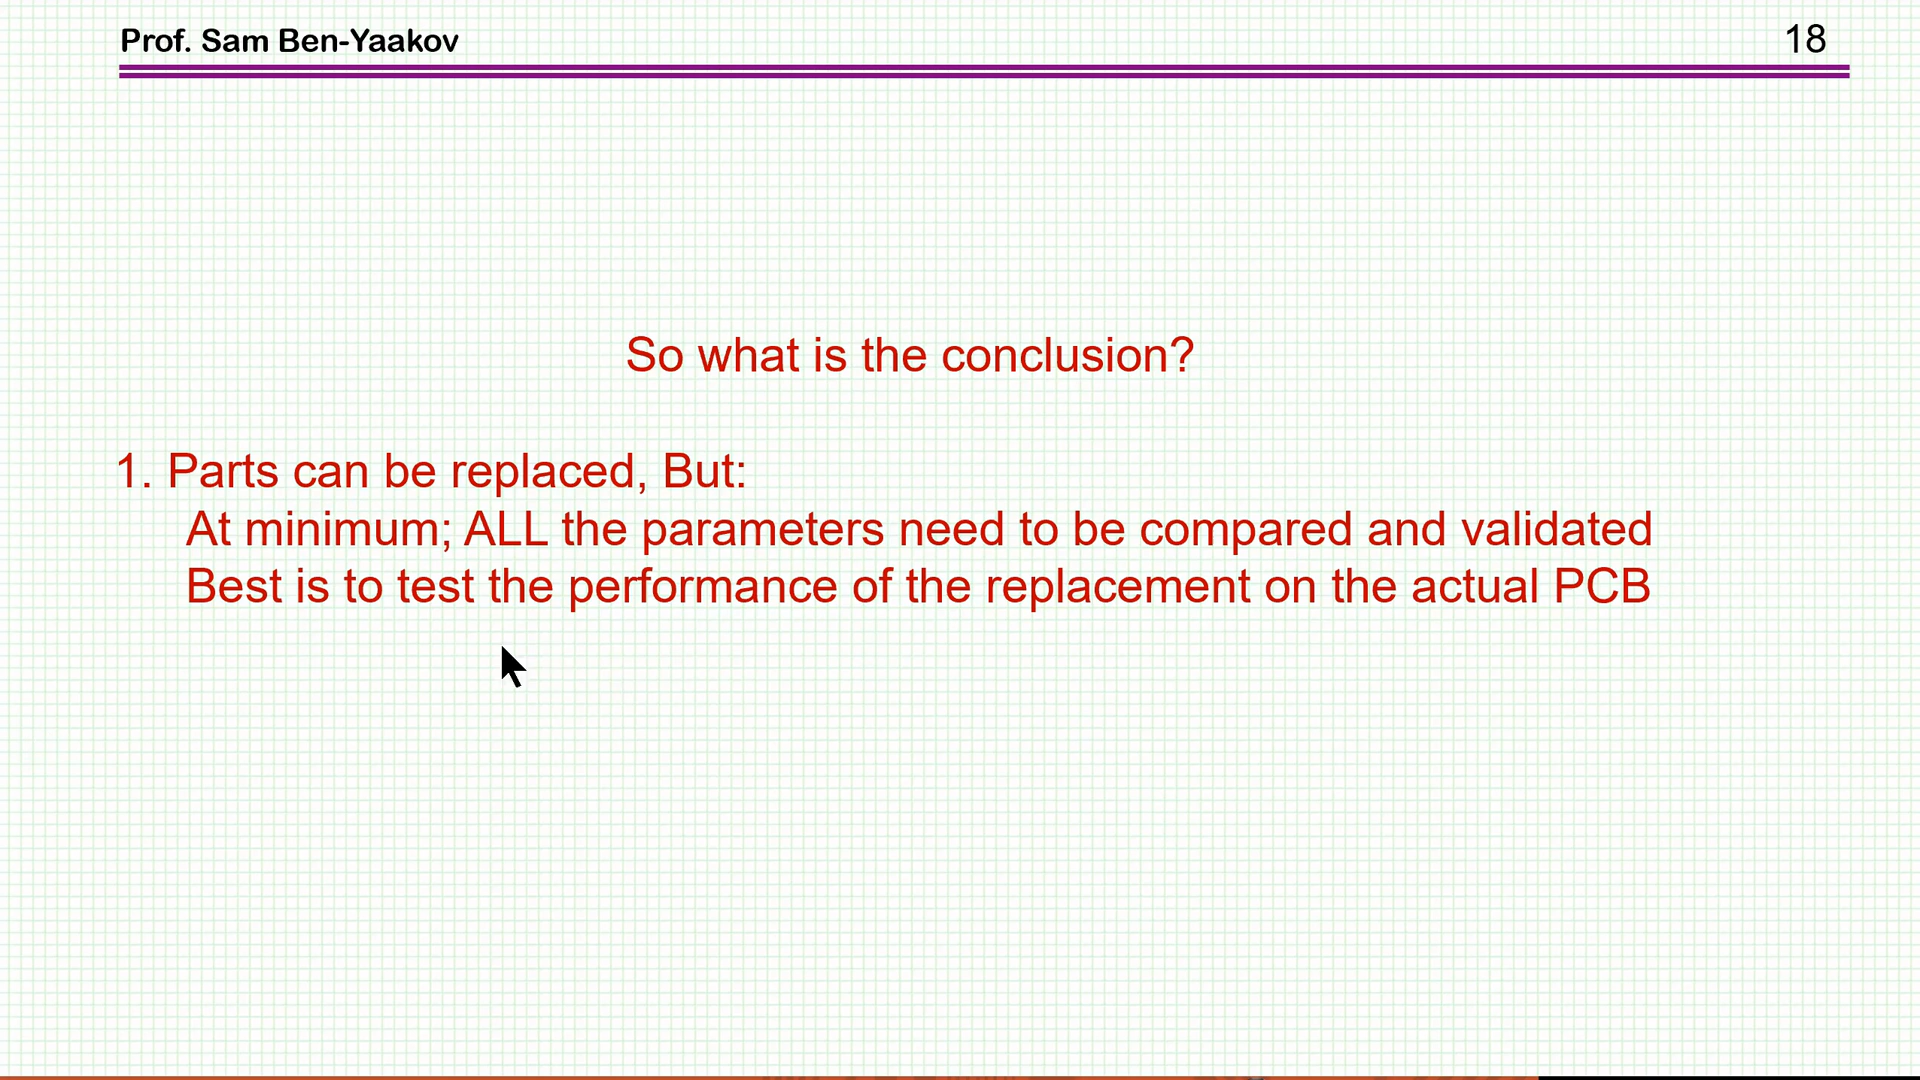 Prof. Sam Ben-Yaakov
18
So what is the conclusion?
1. Parts can be replaced, But:
At minimum; ALL the parameters need to be compared and validated
Best is to test the performance of the replacement on the actual PCB